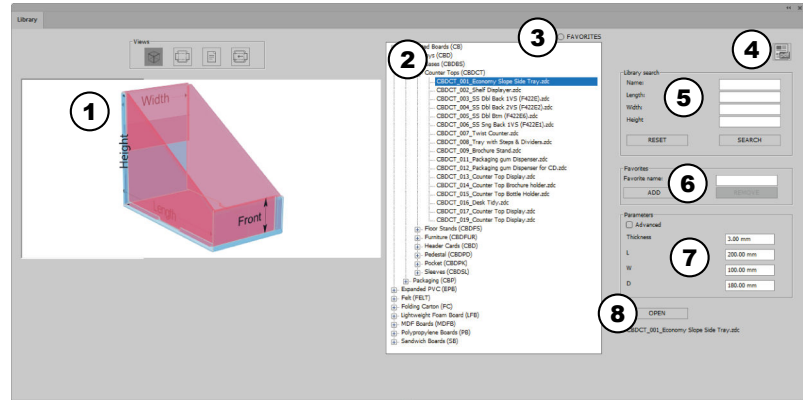 Library
Views
1
Width
Height
Length
Front
2
3
FAVORITES
ed Boards (CB)
ys (CBD)
ases (CBDBS)
Counter Tops (CBDCT)
CBDCT_001_Economy Slope Side Tray.zdc
CBDCT_002_Shelf Displayer.zdc
CBDCT_003_SS Dbl Back 1VS (F422E).zdc
CBDCT_004_SS Dbl Back 2VS (F422E2).zdc
CBDCT_005_SS Dbl Btm (F422E6).zdc
CBDCT_006_SS Sng Back 1VS (F422E1).zdc
CBDCT_007_Twist Counter.zdc
CBDCT_008_Tray with Steps & Dividers.zdc
CBDCT_009_Brochure Stand.zdc
CBDCT_011_Packaging gum Dispenser.zdc
CBDCT_012_Packaging gum Dispenser for CD.zdc
CBDCT_013_Counter Top Display.zdc
CBDCT_014_Counter Top Brochure holder.zdc
CBDCT_015_Counter Top Bottle Holder.zdc
CBDCT_016_Desk Tidy.zdc
CBDCT_017_Counter Top Display.zdc
CBDCT_019_Counter Top Display.zdc
Floor Stands (CBDFS)
Furniture (CBDFUR)
Header Cards (CBD)
Pedestal (CBDPD)
Pocket (CBDPK)
Sleeves (CBDSL)
Packaging (CBP)
Expanded PVC (EPB)
Felt (FELT)
Folding Carton (FC)
Lightweight Foam Board (LFB)
MDF Boards (MDFB)
Polypropylene Boards (PB)
Sandwich Boards (SB)
4
Library search
Name:
Length:
Width:
Height
5
RESET SEARCH
Favorites
Favorite name:
6
ADD REMOVE
Parameters
Advanced
Thickness 3.00 mm
L 200.00 mm
W 100.00 mm
D 180.00 mm
7
8
OPEN
CBDCT_001_Economy Slope Side Tray.zdc